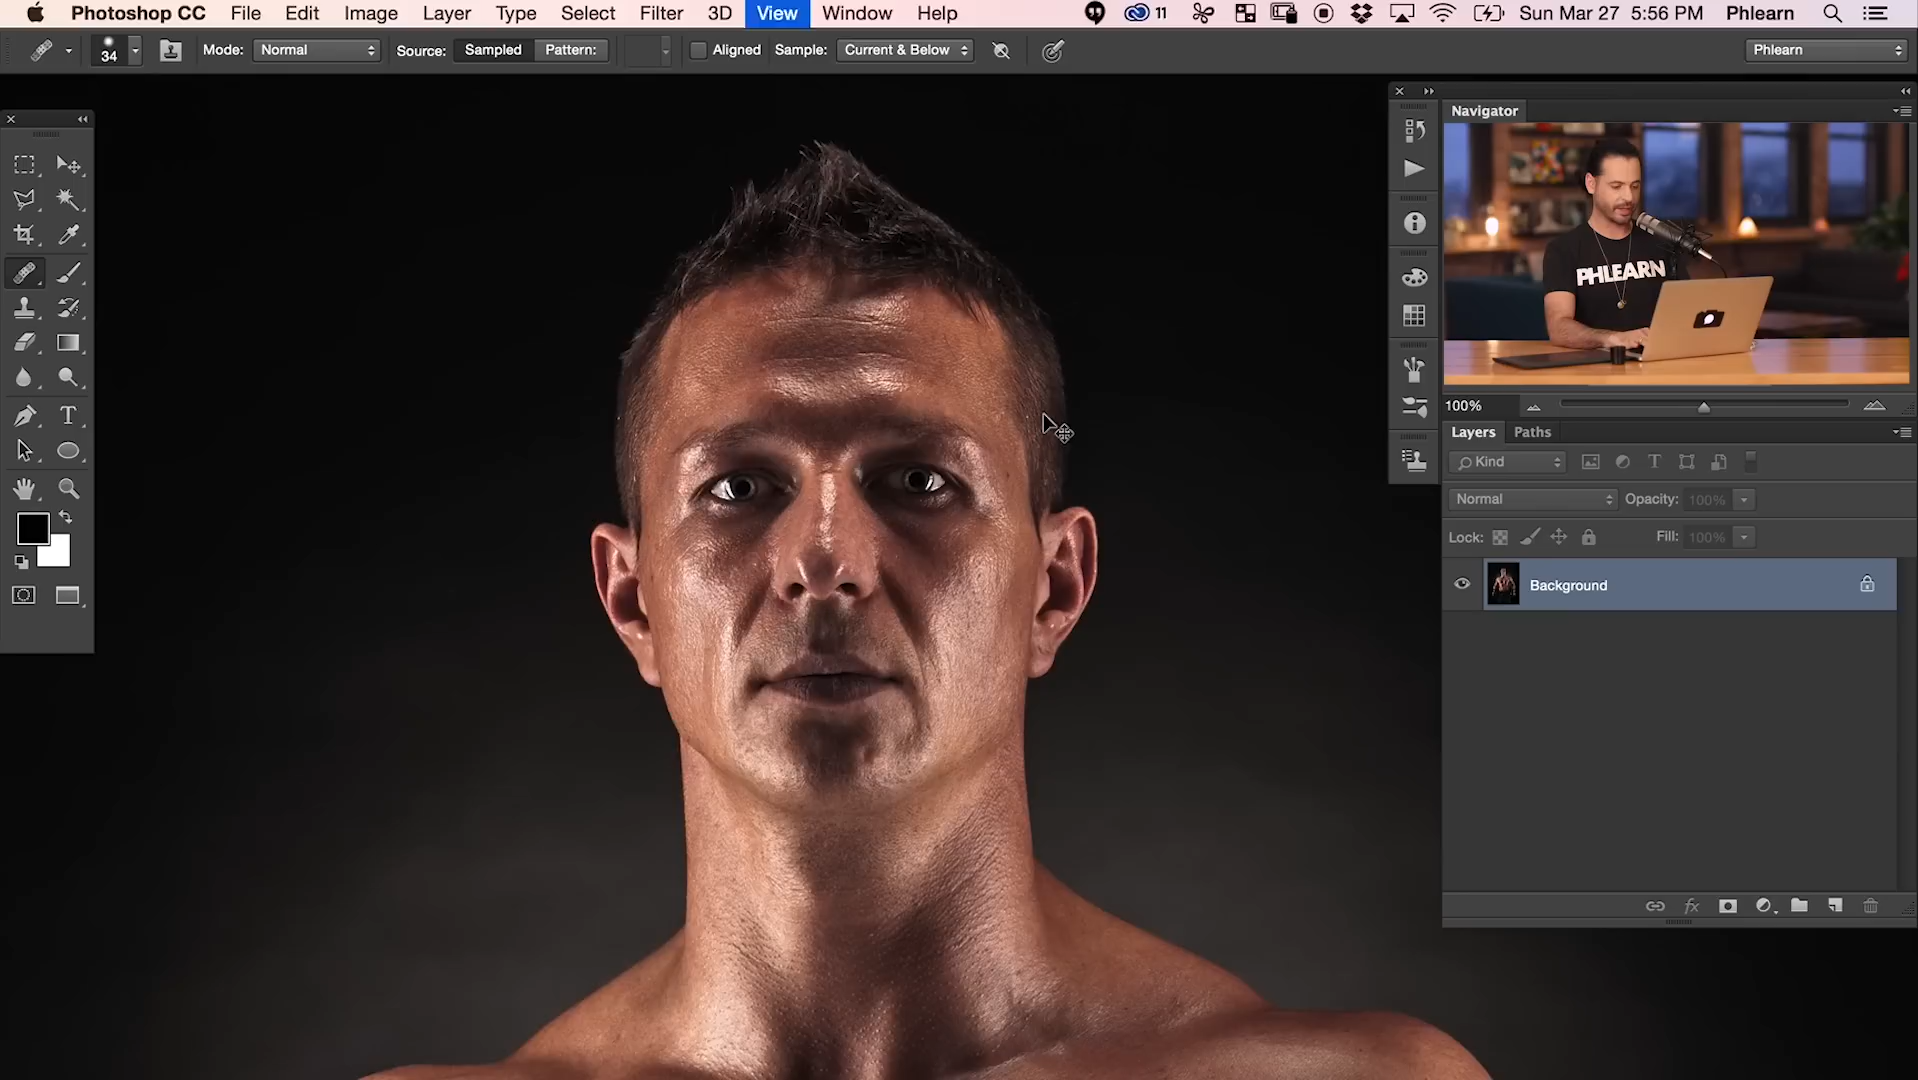 Photoshop CC File Edit Image Layer Type Select Filter 3D View Window Help 11 Sun Mar 27 5:56 PM Phlearn
34 Mode: Normal Source: Sampled Pattern: Aligned Sample: Current & Below Phlearn
Navigator
PHLEARN
100%
Layers Paths
Kind
Normal Opacity: 100%
Lock: Fill: 100%
Background